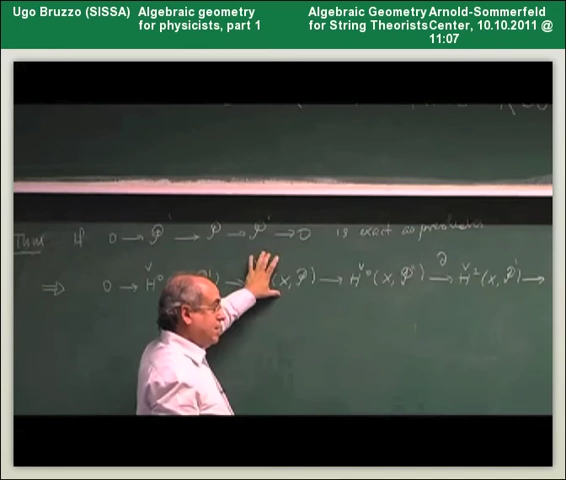 Ugo Bruzzo (SISSA)
Algebraic geometry
for physicists, part 1
Algebraic Geometry
for String Theorists
Arnold-Sommerfeld
Center, 10.10.2011 @
11:07
Thm If 0 → 𝒫' → 𝒫 → 𝒫'' → 0 is exact as presheaves
⟹ 0 → Ȟ⁰ → (X, 𝒫) → Ȟ⁰(X, 𝒫'') →∂ Ȟ¹(X, 𝒫') →